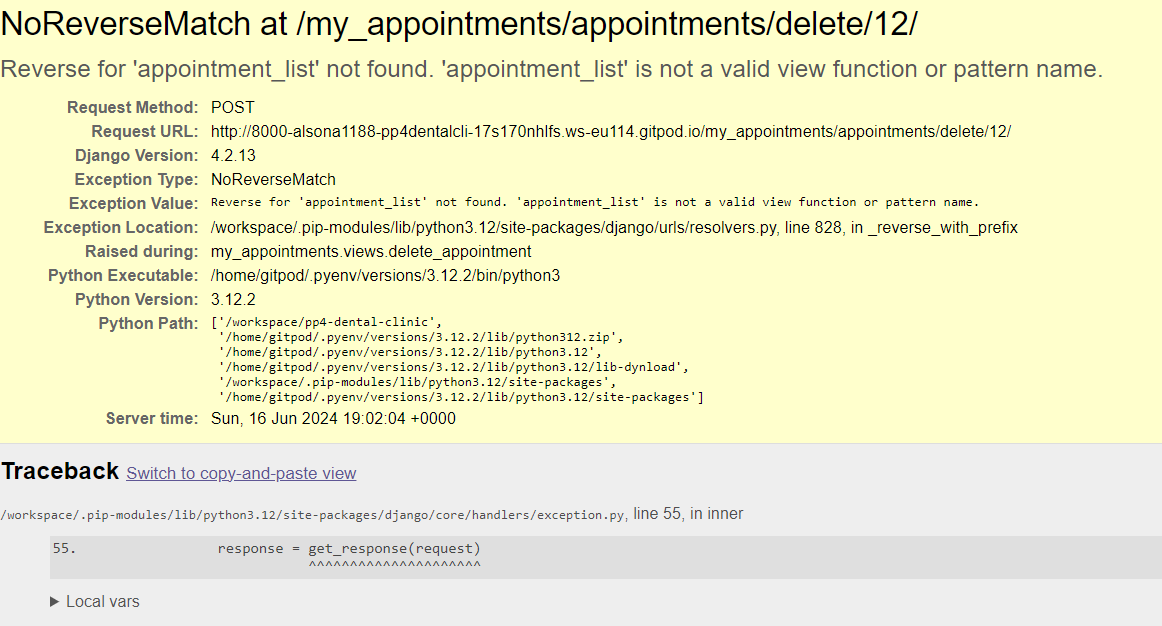 NoReverseMatch at /my_appointments/appointments/delete/12/
Reverse for 'appointment_list' not found. 'appointment_list' is not a valid view function or pattern name.
Request Method: POST
Request URL: http://8000-alsona1188-pp4dentalcli-17s170nhlfs.ws-eu114.gitpod.io/my_appointments/appointments/delete/12/
Django Version: 4.2.13
Exception Type: NoReverseMatch
Exception Value: Reverse for 'appointment_list' not found. 'appointment_list' is not a valid view function or pattern name.
Exception Location: /workspace/.pip-modules/lib/python3.12/site-packages/django/urls/resolvers.py, line 828, in _reverse_with_prefix
Raised during: my_appointments.views.delete_appointment
Python Executable: /home/gitpod/.pyenv/versions/3.12.2/bin/python3
Python Version: 3.12.2
Python Path: ['/workspace/pp4-dental-clinic',
'/home/gitpod/.pyenv/versions/3.12.2/lib/python312.zip',
'/home/gitpod/.pyenv/versions/3.12.2/lib/python3.12',
'/home/gitpod/.pyenv/versions/3.12.2/lib/python3.12/lib-dynload',
'/workspace/.pip-modules/lib/python3.12/site-packages',
'/home/gitpod/.pyenv/versions/3.12.2/lib/python3.12/site-packages']
Server time: Sun, 16 Jun 2024 19:02:04 +0000
Traceback Switch to copy-and-paste view
/workspace/.pip-modules/lib/python3.12/site-packages/django/core/handlers/exception.py, line 55, in inner
55. response = get_response(request)
^^^^^^^^^^^^^^^^^^^^^
▶ Local vars